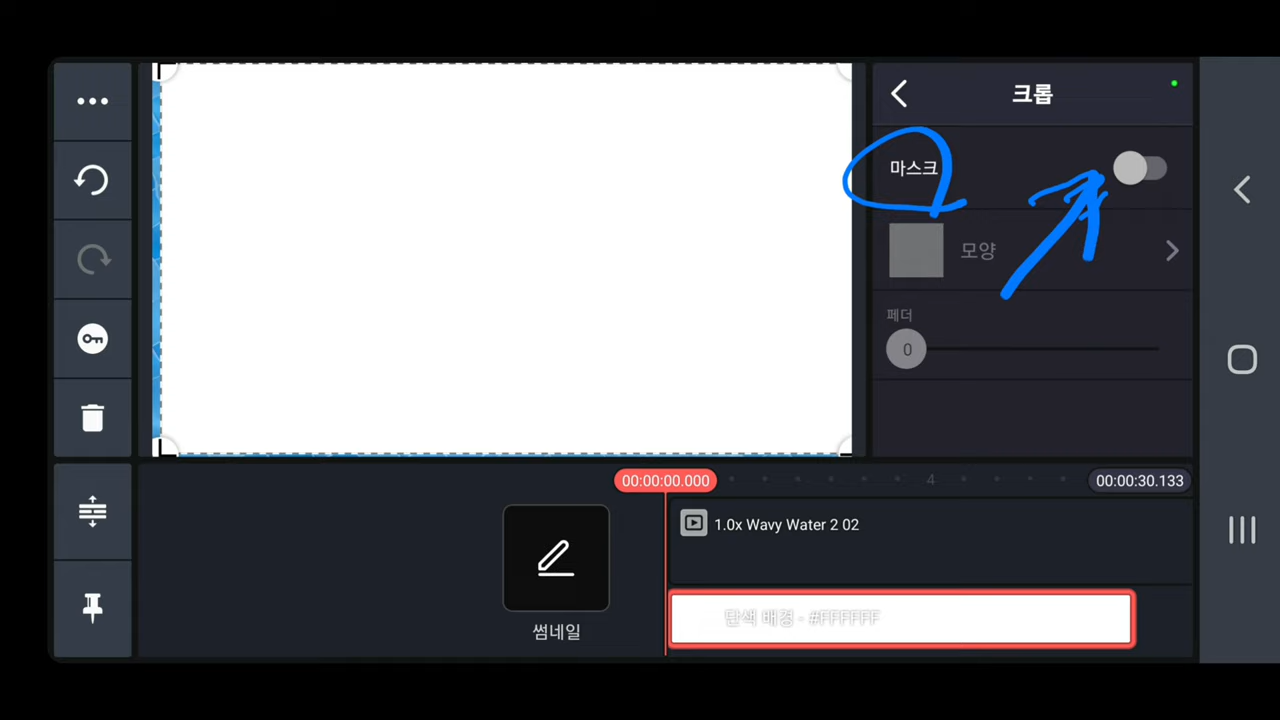 크롭
마스크
모양
페더
0
00:00:00.000
4
00:00:30.133
1.0x Wavy Water 2 02
썸네일
단색 배경 - #FFFFFF